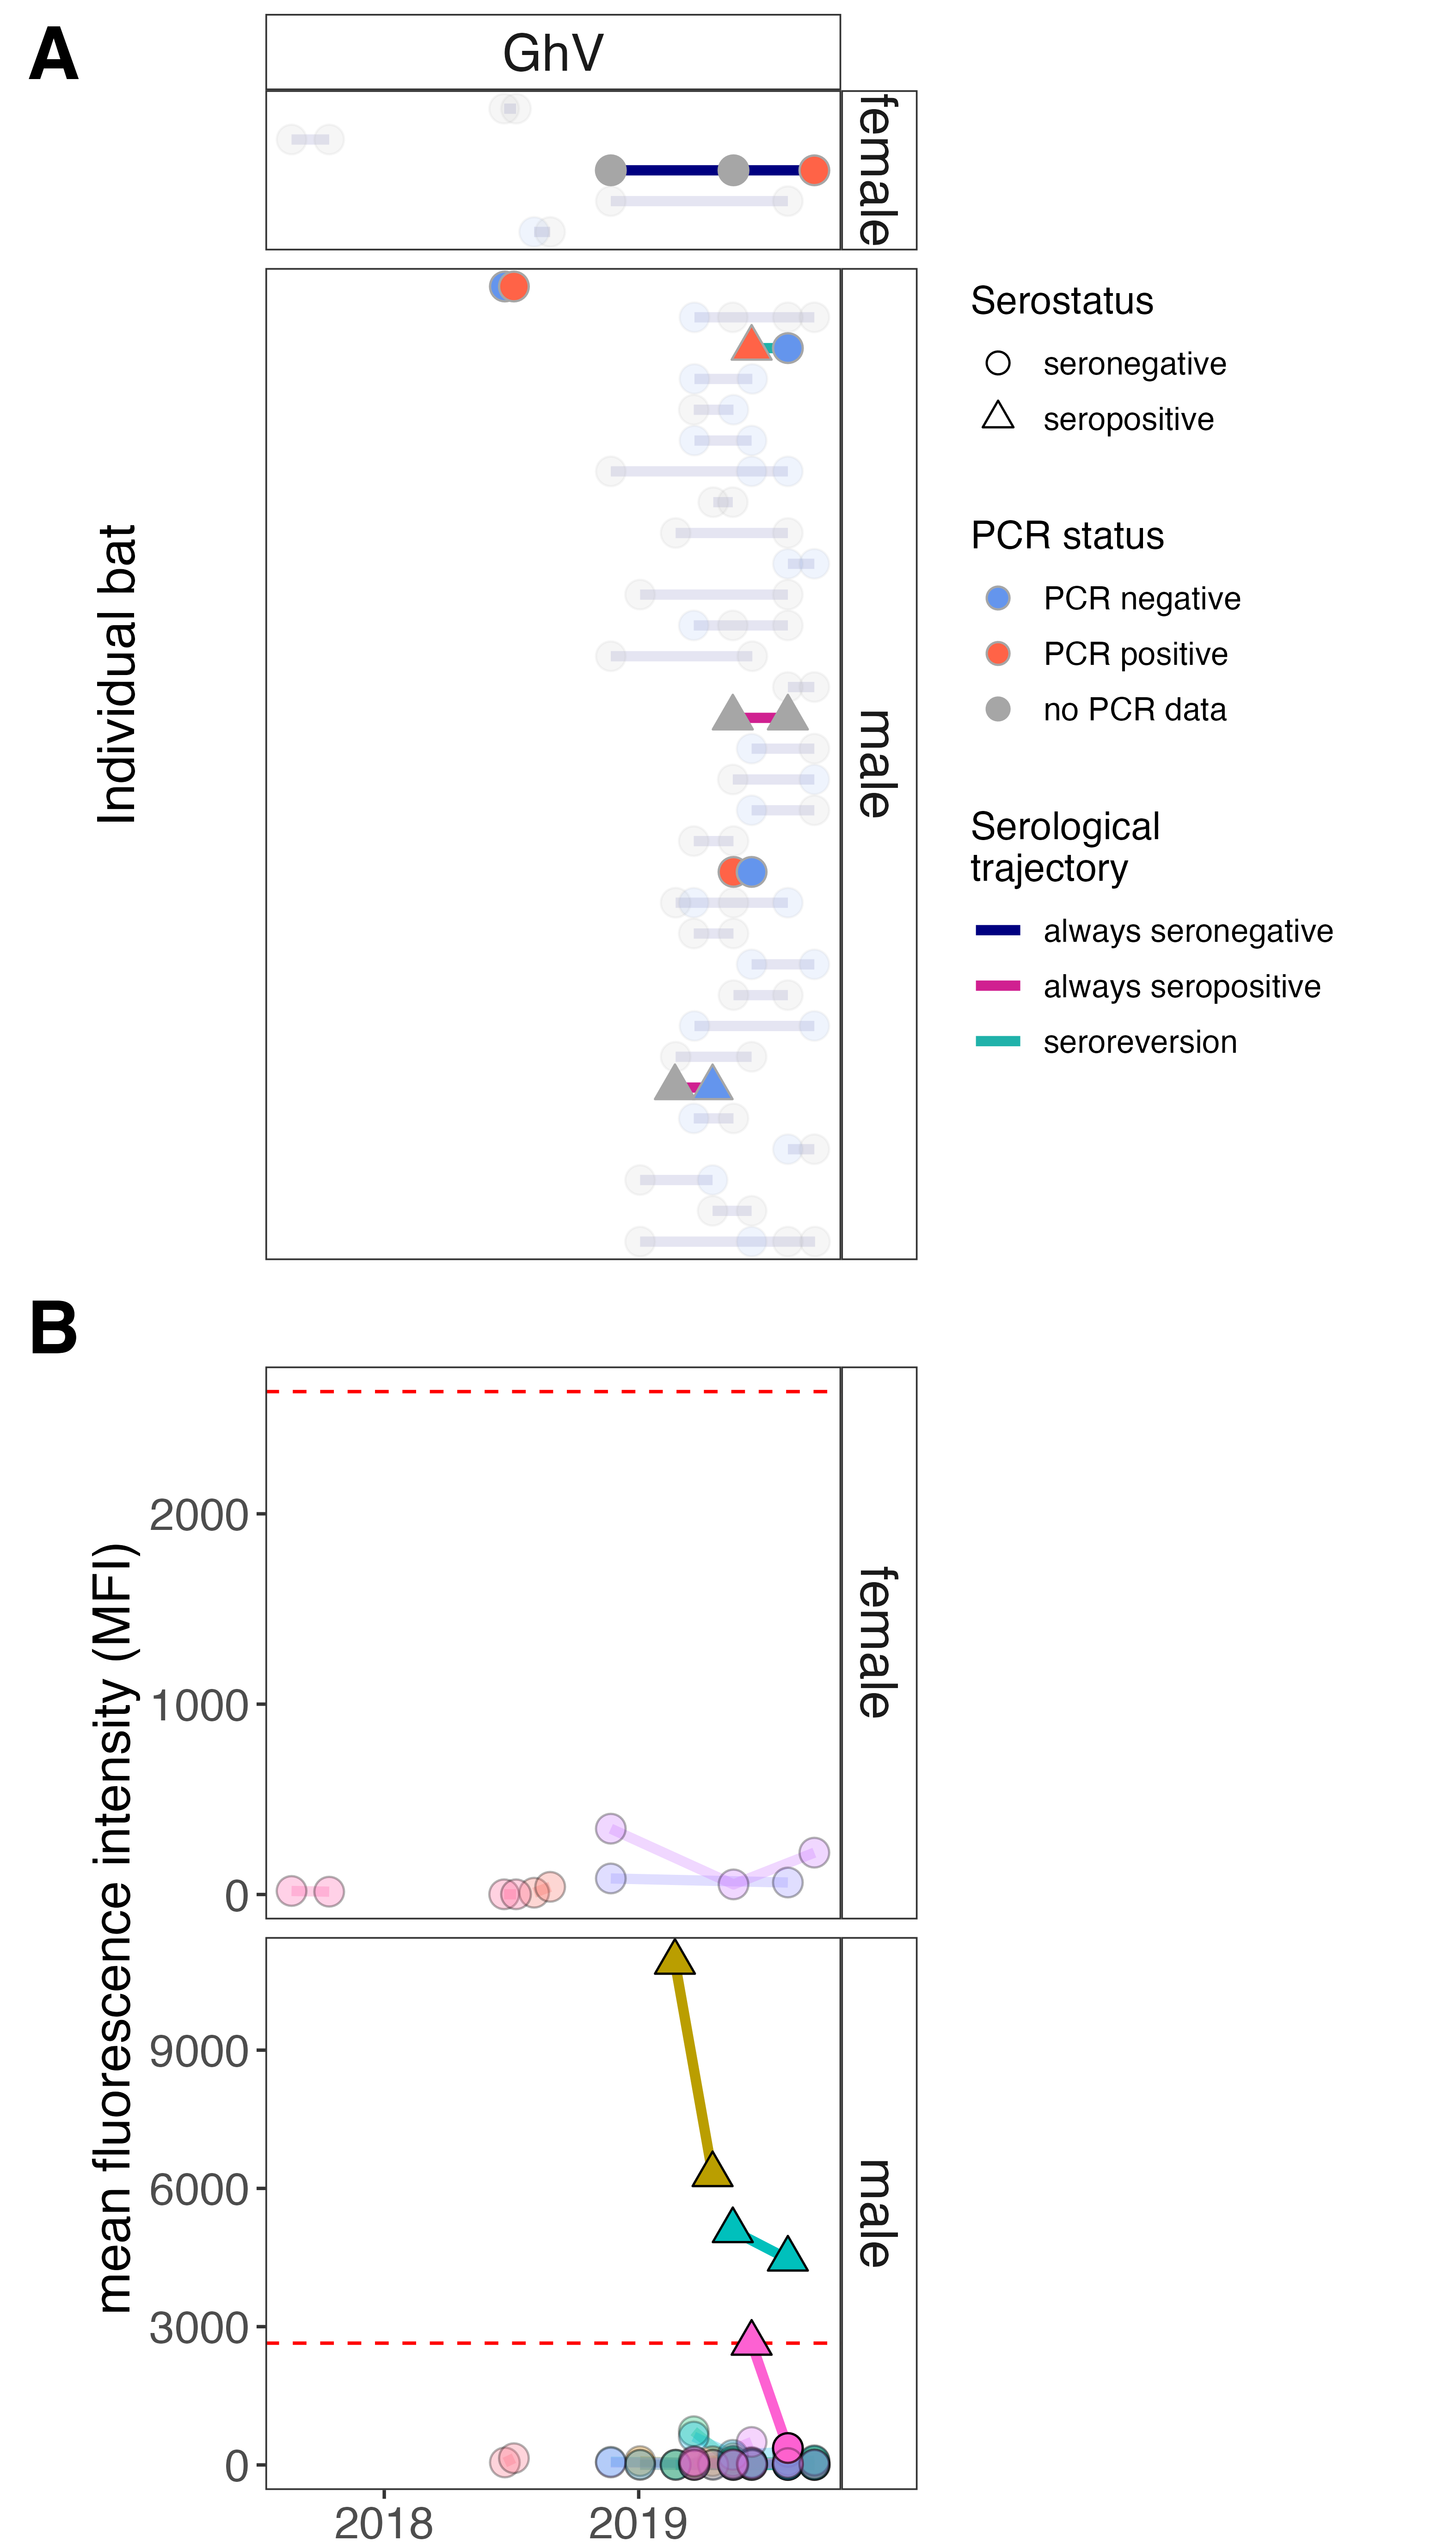 A
GhV
female
Individual bat
male
Serostatus
seronegative
seropositive
PCR status
PCR negative
PCR positive
no PCR data
Serological
trajectory
always seronegative
always seropositive
seroreversion
B
mean fluorescence intensity (MFI)
2000
1000
0
female
9000
6000
3000
0
male
2018
2019